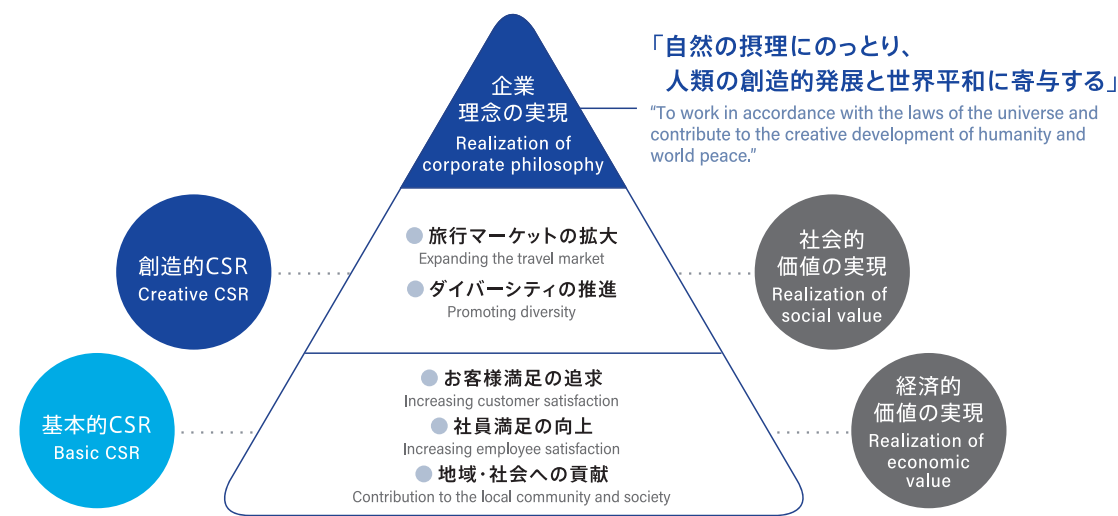 企業
理念の実現
Realization of
corporate philosophy
「自然の摂理にのっとり、
人類の創造的発展と世界平和に寄与する」
“To work in accordance with the laws of the universe and
contribute to the creative development of humanity and
world peace.”
創造的CSR
Creative CSR
旅行マーケットの拡大
Expanding the travel market
ダイバーシティの推進
Promoting diversity
社会的
価値の実現
Realization of
social value
基本的CSR
Basic CSR
お客様満足の追求
Increasing customer satisfaction
社員満足の向上
Increasing employee satisfaction
地域・社会への貢献
Contribution to the local community and society
経済的
価値の実現
Realization of
economic
value